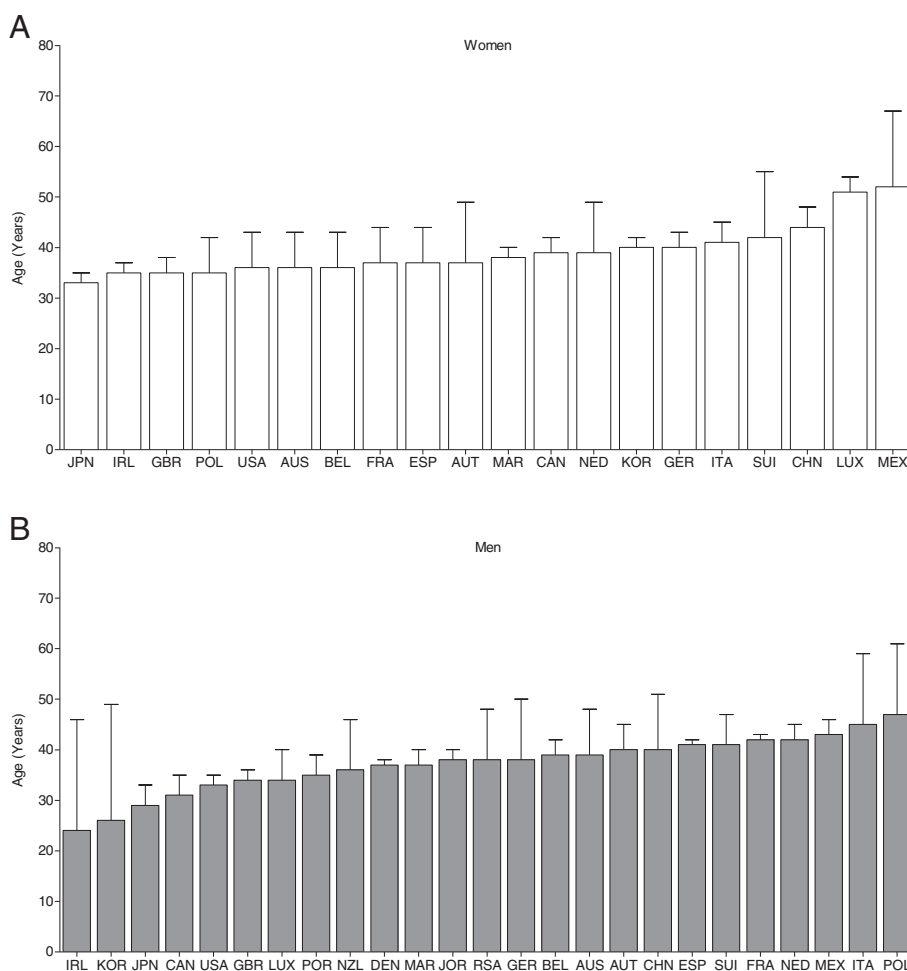 A
Women
80
70
60
50
40
30
20
10
0
Age (Years)
JPN IRL GBR POL USA AUS BEL FRA ESP AUT MAR CAN NED KOR GER ITA SUI CHN LUX MEX
B
Men
80
70
60
50
40
30
20
10
0
Age (Years)
IRL KOR JPN CAN USA GBR LUX POR NZL DEN MAR JOR RSA GER BEL AUS AUT CHN ESP SUI FRA NED MEX ITA POL